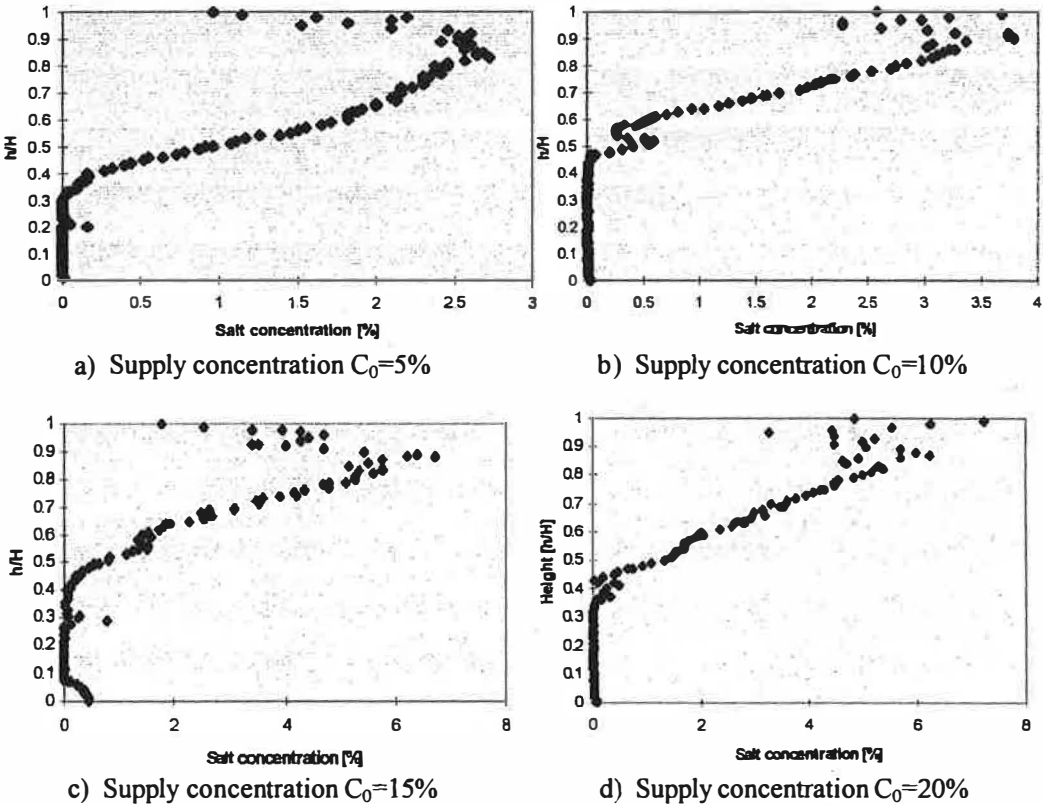 1
0.9
0.8
0.7
0.6
0.5
0.4
0.3
0.2
0.1
0
h/H
0 0.5 1 1.5 2 2.5 3
Salt concentration [%]
a) Supply concentration C₀=5%
1
0.9
0.8
0.7
0.6
0.5
0.4
0.3
0.2
0.1
0
h/H
0 0.5 1 1.5 2 2.5 3 3.5 4
Salt concentration [%]
b) Supply concentration C₀=10%
1
0.9
0.8
0.7
0.6
0.5
0.4
0.3
0.2
0.1
0
h/H
0 2 4 6 8
Salt concentration [%]
c) Supply concentration C₀=15%
1
0.9
0.8
0.7
0.6
0.5
0.4
0.3
0.2
0.1
0
Height [h/H]
0 2 4 6 8
Salt concentration [%]
d) Supply concentration C₀=20%